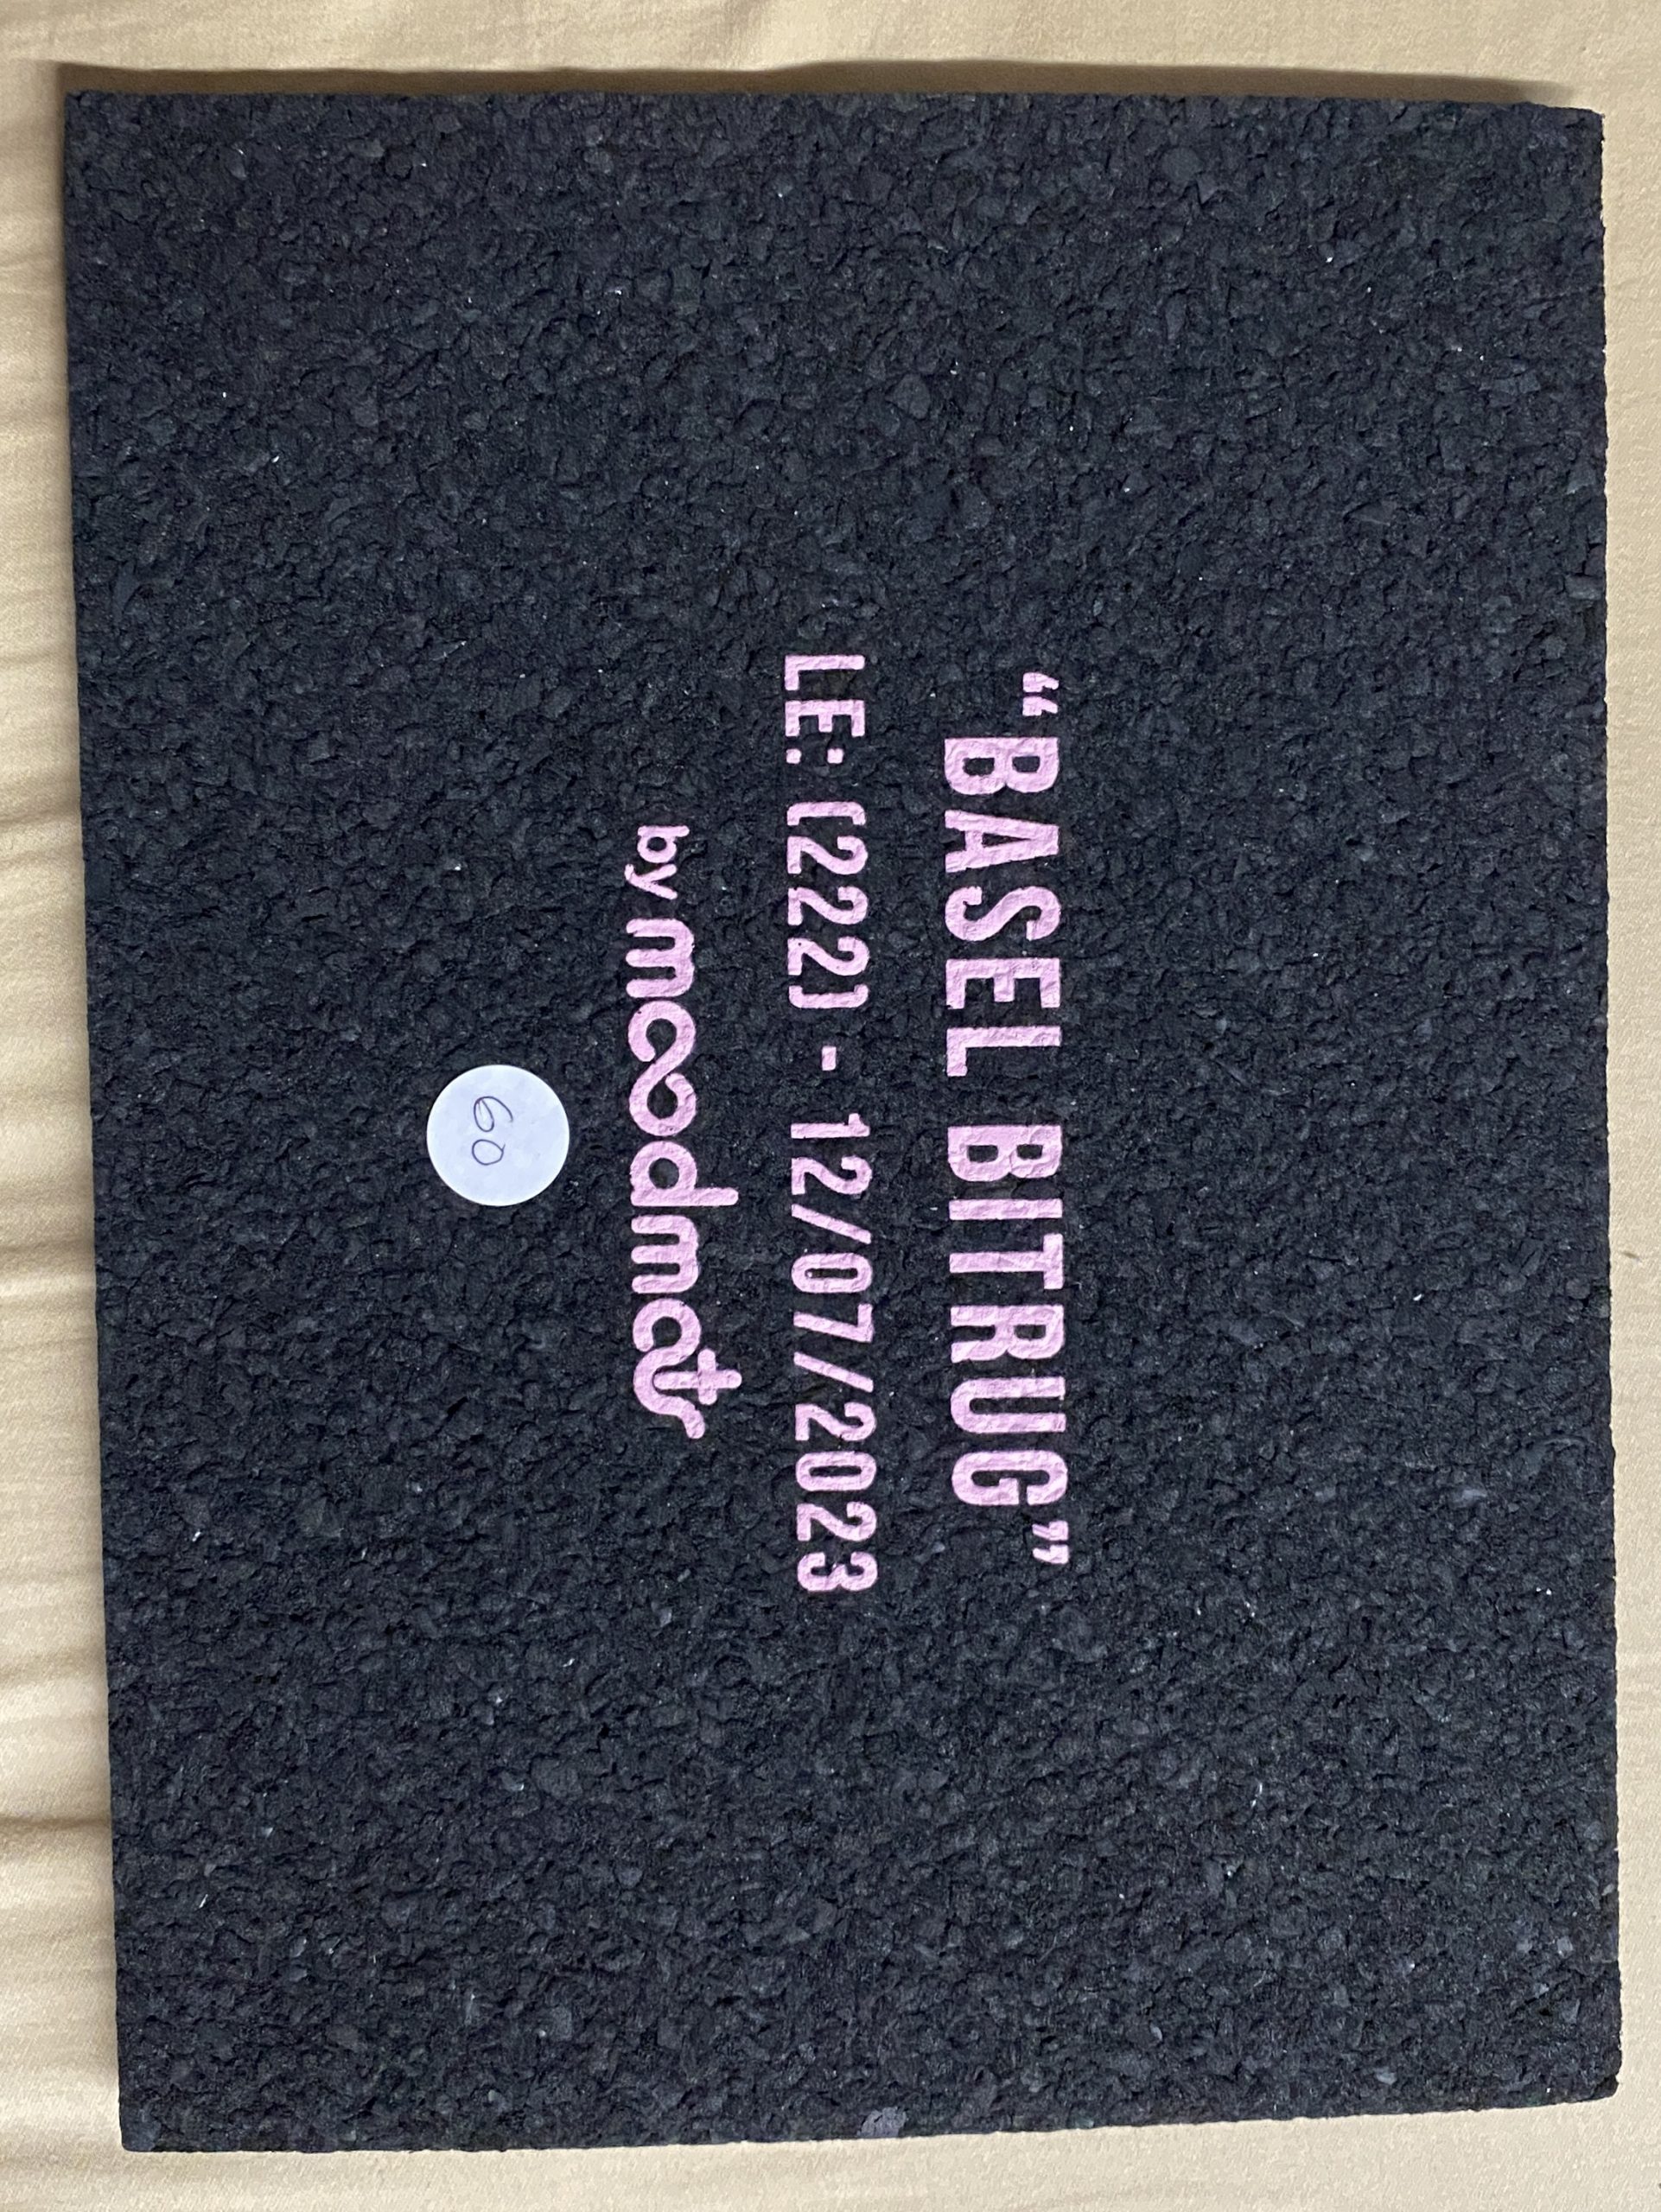 “BASEL BITRUG”
LE: (222) - 12/07/2023
by moodmat
60